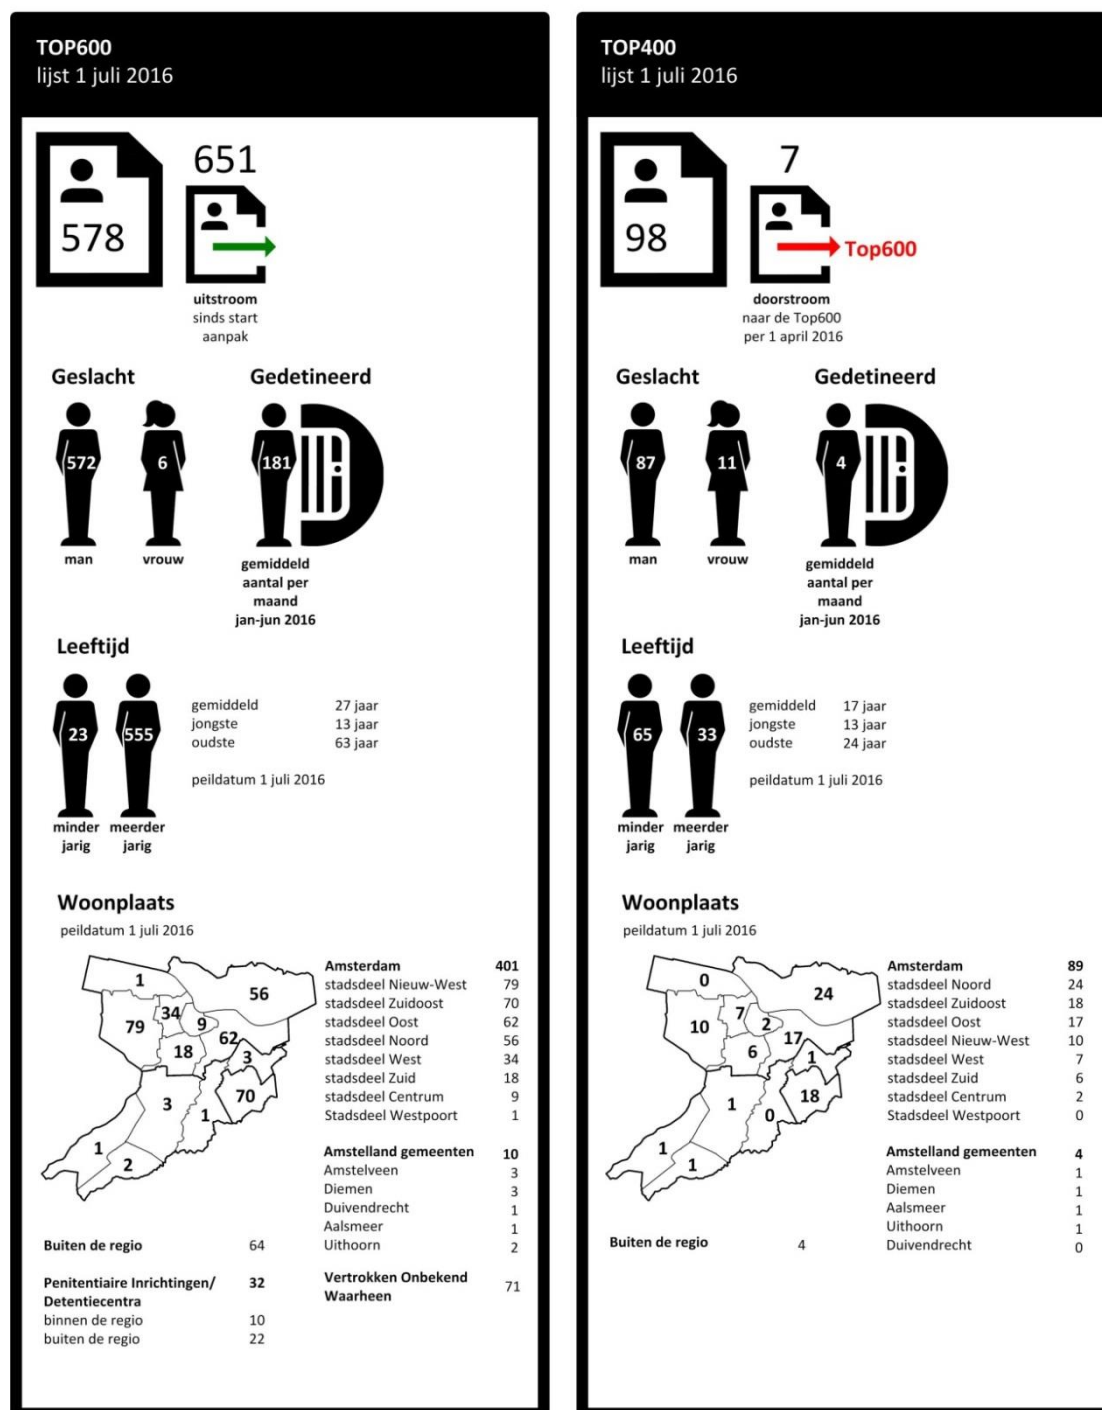 TOP600
lijst 1 juli 2016
578
651
uitstroom
sinds start
aanpak
Geslacht
Gedetineerd
572
6
181
man
vrouw
gemiddeld
aantal per
maand
jan-jun 2016
Leeftijd
23
555
gemiddeld 27 jaar
jongste 13 jaar
oudste 63 jaar
peildatum 1 juli 2016
minder
jarig
meerder
jarig
Woonplaats
peildatum 1 juli 2016
1
56
34
79
9
62
18
3
70
3
1
1
2
Amsterdam 401
stadsdeel Nieuw-West 79
stadsdeel Zuidoost 70
stadsdeel Oost 62
stadsdeel Noord 56
stadsdeel West 34
stadsdeel Zuid 18
stadsdeel Centrum 9
Stadsdeel Westpoort 1
Amstelland gemeenten 10
Amstelveen 3
Diemen 3
Duivendrecht 1
Aalsmeer 1
Uithoorn 2
Buiten de regio 64
Penitentiaire Inrichtingen/ 32
Detentiecentra
binnen de regio 10
buiten de regio 22
Vertrokken Onbekend
Waarheen 71
TOP400
lijst 1 juli 2016
98
7
Top600
doorstroom
naar de Top600
per 1 april 2016
Geslacht
Gedetineerd
87
11
4
man
vrouw
gemiddeld
aantal per
maand
jan-jun 2016
Leeftijd
65
33
gemiddeld 17 jaar
jongste 13 jaar
oudste 24 jaar
peildatum 1 juli 2016
minder
jarig
meerder
jarig
Woonplaats
peildatum 1 juli 2016
0
24
7
10
2
17
6
1
18
1
0
1
1
Amsterdam 89
stadsdeel Noord 24
stadsdeel Zuidoost 18
stadsdeel Oost 17
stadsdeel Nieuw-West 10
stadsdeel West 7
stadsdeel Zuid 6
stadsdeel Centrum 2
Stadsdeel Westpoort 0
Amstelland gemeenten 4
Amstelveen 1
Diemen 1
Aalsmeer 1
Uithoorn 1
Duivendrecht 0
Buiten de regio 4